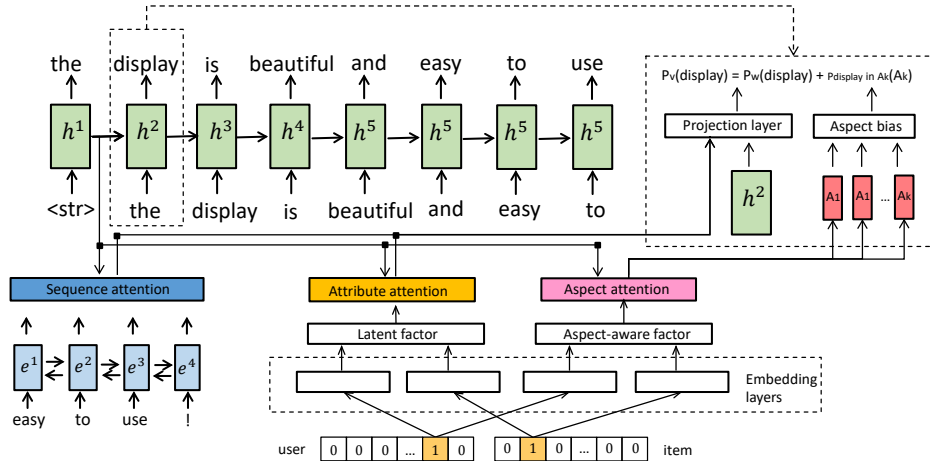 the display is beautiful and easy to use
h¹ h² h³ h⁴ h⁵ h⁵ h⁵ h⁵
<str> the display is beautiful and easy to
Pv(display) = Pw(display) + Pdisplay in Ak(Ak)
Projection layer Aspect bias
h² A1 A1 ... Ak
Sequence attention Attribute attention Aspect attention
Latent factor Aspect-aware factor
e¹ e² e³ e⁴
easy to use !
Embedding
layers
user 0 0 0 ... 1 0 0 1 0 ... 0 0 item